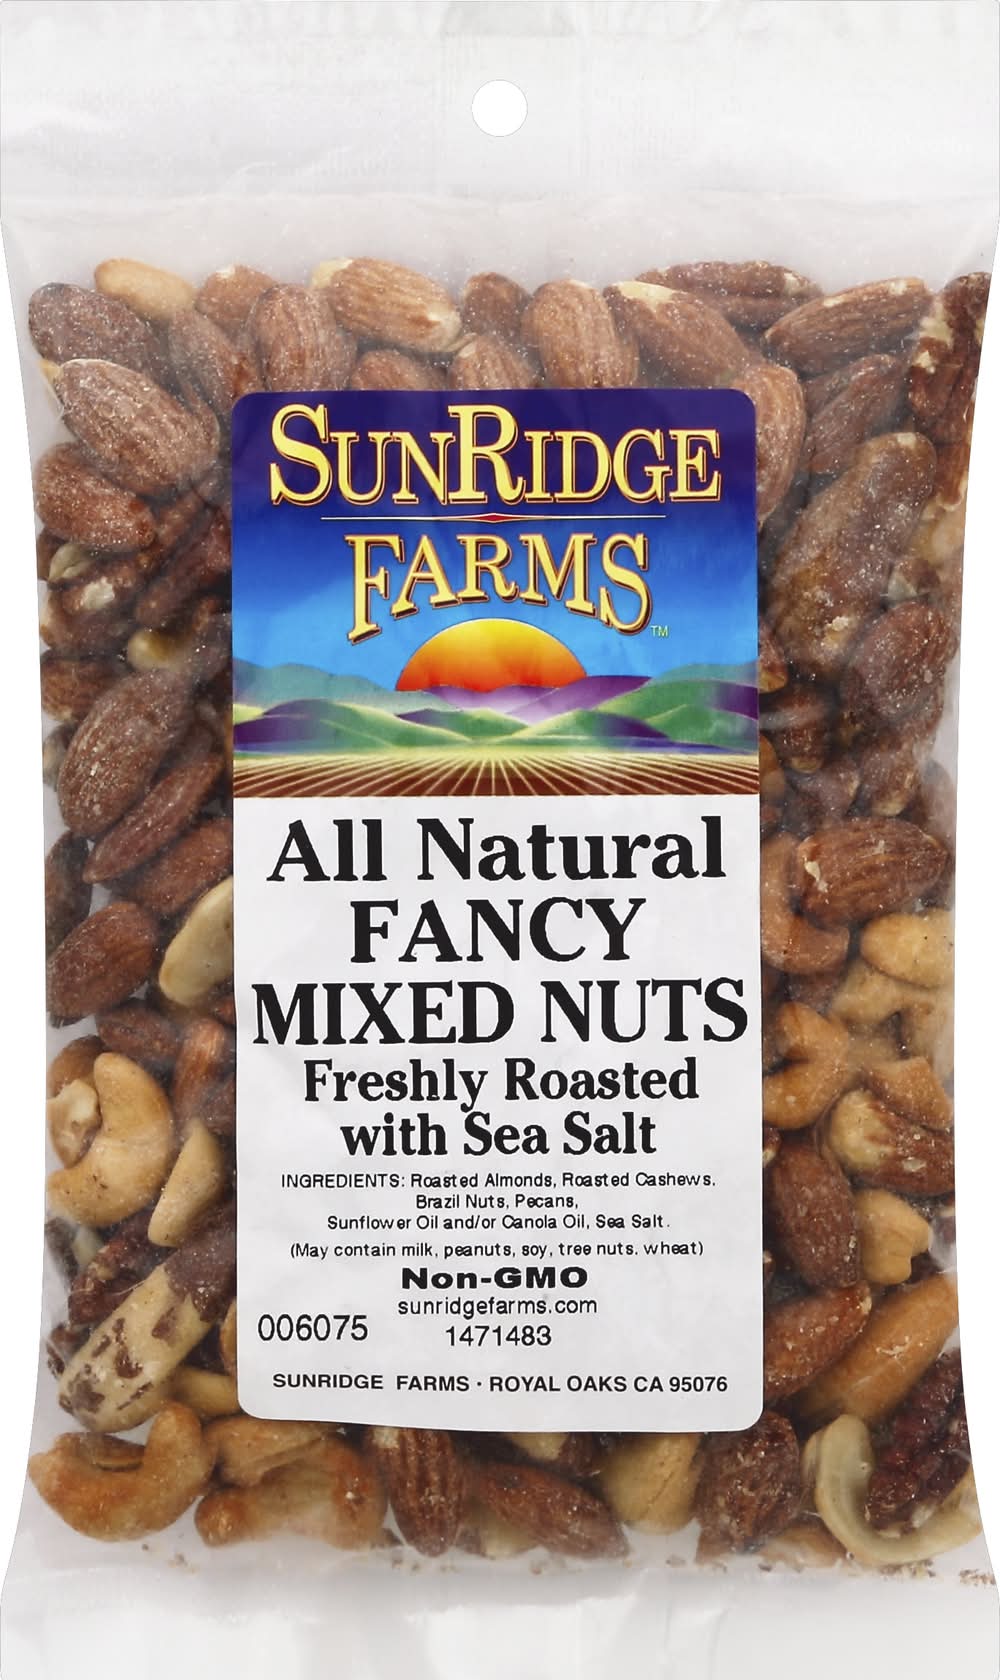 SUNRIDGE
FARMS™
All Natural
FANCY
MIXED NUTS
Freshly Roasted
with Sea Salt
INGREDIENTS: Roasted Almonds, Roasted Cashews,
Brazil Nuts, Pecans,
Sunflower Oil and/or Canola Oil, Sea Salt.
(May contain milk, peanuts, soy, tree nuts. wheat)
Non-GMO
sunridgefarms.com
006075
1471483
SUNRIDGE FARMS · ROYAL OAKS CA 95076